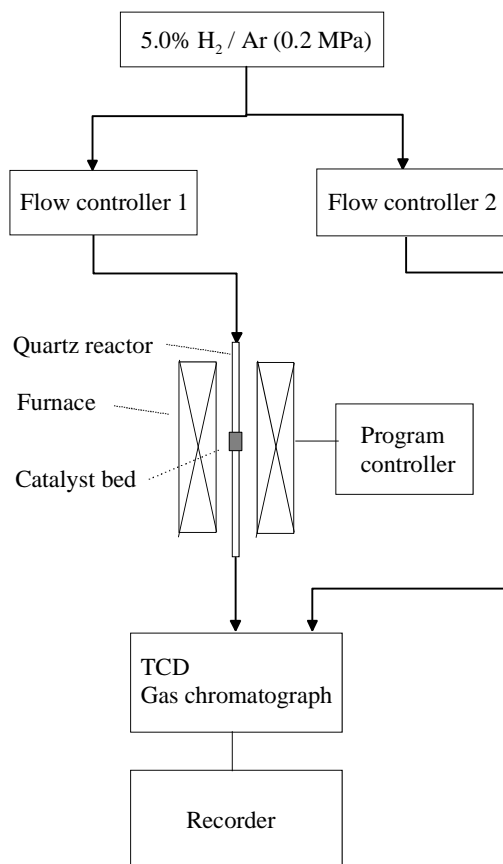 5.0% H₂ / Ar (0.2 MPa)
Flow controller 1
Flow controller 2
Quartz reactor
Furnace
Catalyst bed
Program
controller
TCD
Gas chromatograph
Recorder